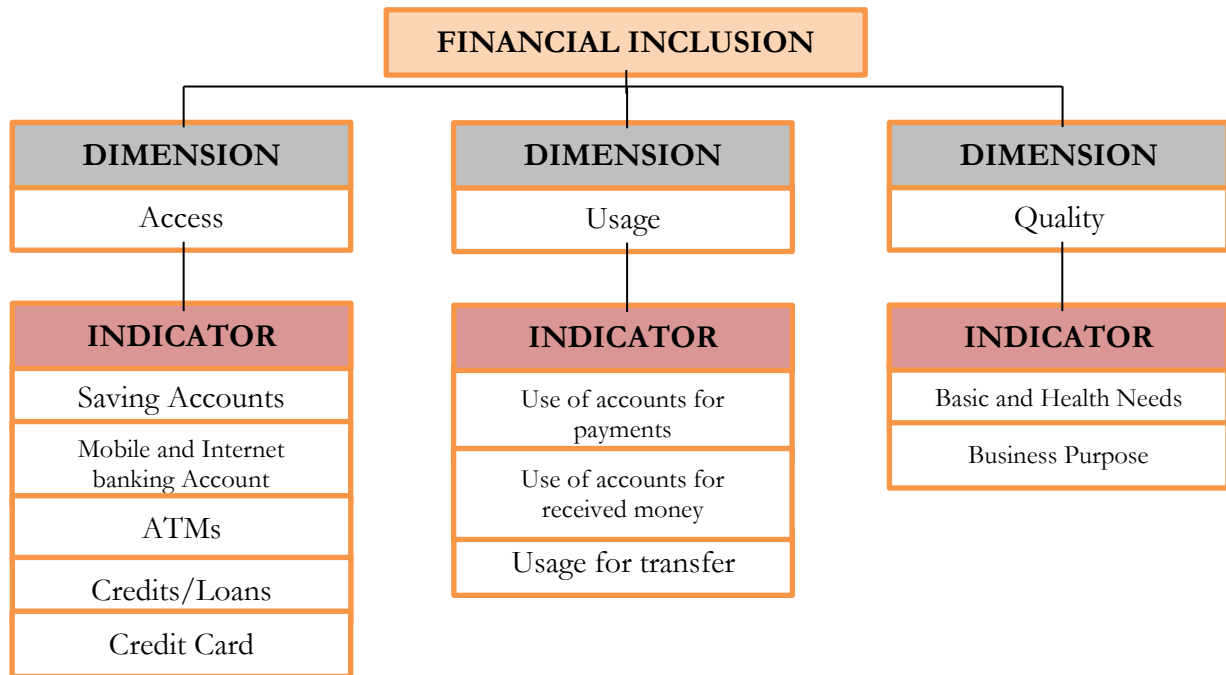 FINANCIAL INCLUSION
DIMENSION
Access
INDICATOR
Saving Accounts
Mobile and Internet
banking Account
ATMs
Credits/Loans
Credit Card
DIMENSION
Usage
INDICATOR
Use of accounts for
payments
Use of accounts for
received money
Usage for transfer
DIMENSION
Quality
INDICATOR
Basic and Health Needs
Business Purpose